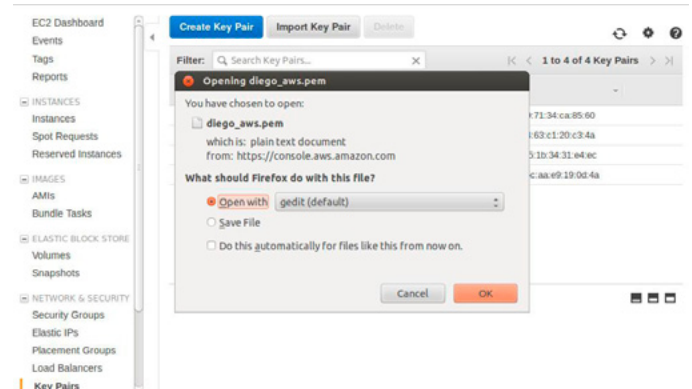 EC2 Dashboard
Events
Tags
Reports
INSTANCES
Instances
Spot Requests
Reserved Instances
IMAGES
AMIs
Bundle Tasks
ELASTIC BLOCK STORE
Volumes
Snapshots
NETWORK & SECURITY
Security Groups
Elastic IPs
Placement Groups
Load Balancers
Key Pairs
Create Key Pair Import Key Pair Delete
Filter: Search Key Pairs... 1 to 4 of 4 Key Pairs
:71:34:ca:85:60
:63:c1:20:c3:4a
5:1b:34:31:e4:ec
c:aa:e9:19:0d:4a
Opening diego_aws.pem
You have chosen to open:
diego_aws.pem
which is: plain text document
from: https://console.aws.amazon.com
What should Firefox do with this file?
Open with gedit (default)
Save File
Do this automatically for files like this from now on.
Cancel OK